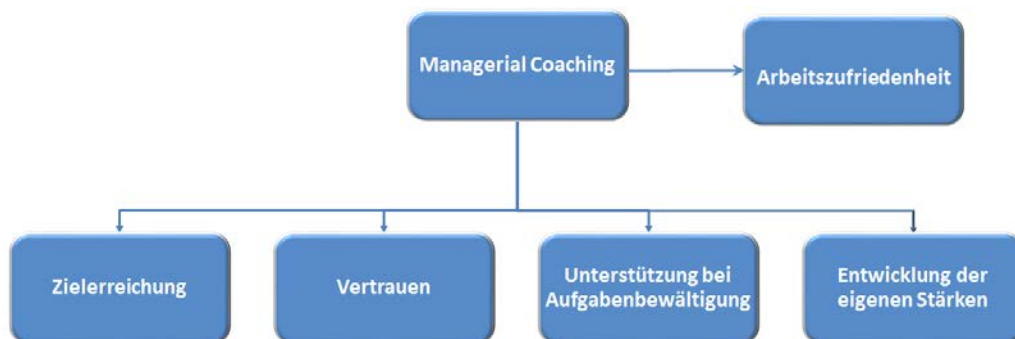 Managerial Coaching
Arbeitszufriedenheit
Zielerreichung
Vertrauen
Unterstützung bei
Aufgabenbewältigung
Entwicklung der
eigenen Stärken